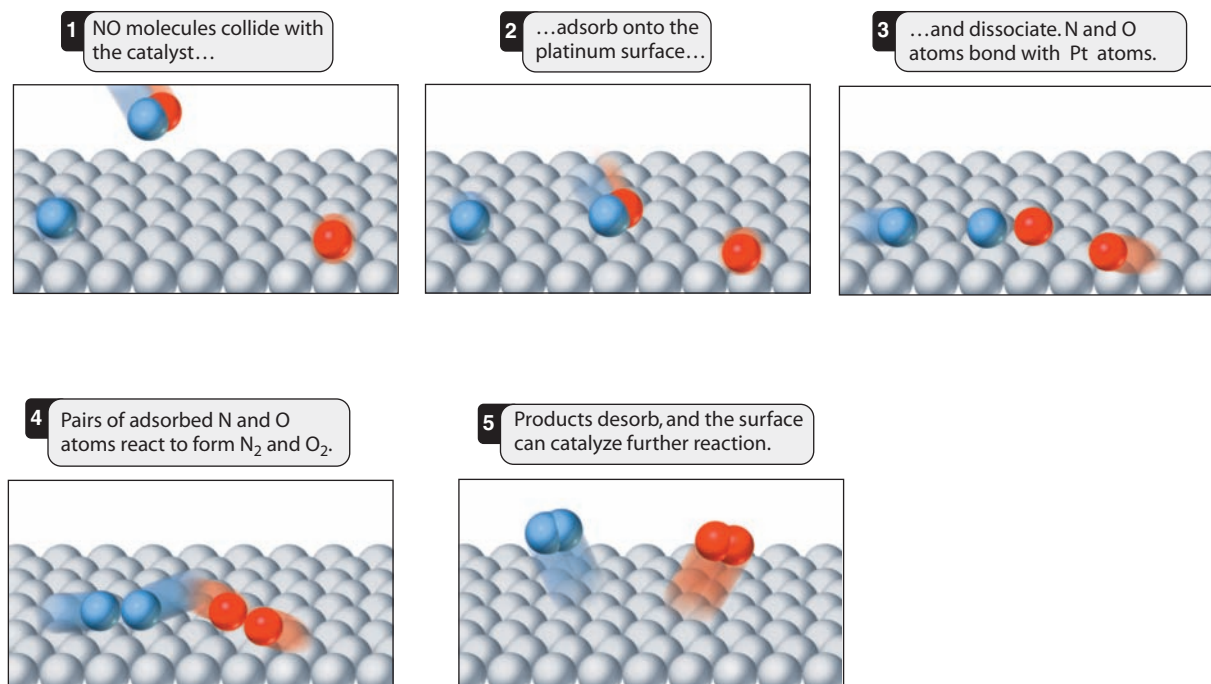 1
NO molecules collide with
the catalyst…
2
…adsorb onto the
platinum surface…
3
…and dissociate. N and O
atoms bond with Pt atoms.
4
Pairs of adsorbed N and O
atoms react to form N₂ and O₂.
5
Products desorb, and the surface
can catalyze further reaction.